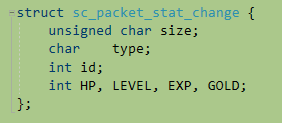 struct sc_packet_stat_change {
unsigned char size;
char    type;
int id;
int HP, LEVEL, EXP, GOLD;
};